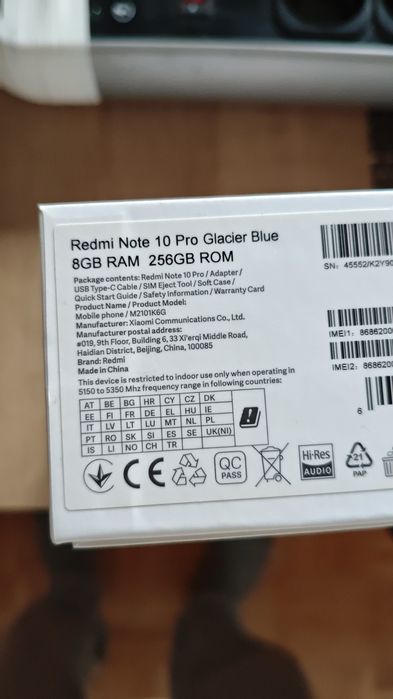 Redmi Note 10 Pro Glacier Blue
8GB RAM 256GB ROM
Package contents: Redmi Note 10 Pro / Adapter /
USB Type-C Cable / SIM Eject Tool / Soft Case /
Quick Start Guide / Safety Information / Warranty Card
Product Name / Product Model:
Mobile phone / M2101K6G
Manufacturer: Xiaomi Communications Co., Ltd.
Manufacturer postal address:
#019, 9th Floor, Building 6, 33 Xi'erqi Middle Road,
Haidian District, Beijing, China, 100085
Brand: Redmi
Made in China
This device is restricted to indoor use only when operating in
5150 to 5350 Mhz frequency range in following countries:
AT BE BG HR CY CZ DK
EE FI FR DE EL HU IE
IT LV LT LU MT NL PL
PT RO SK SI ES SE UK(NI)
IS LI NO CH TR
CE
QC
PASS
Hi-Res
AUDIO
21
PAP
SN: 45552/K2Y90
IMEI1: 8686200
IMEI2: 8686200
6